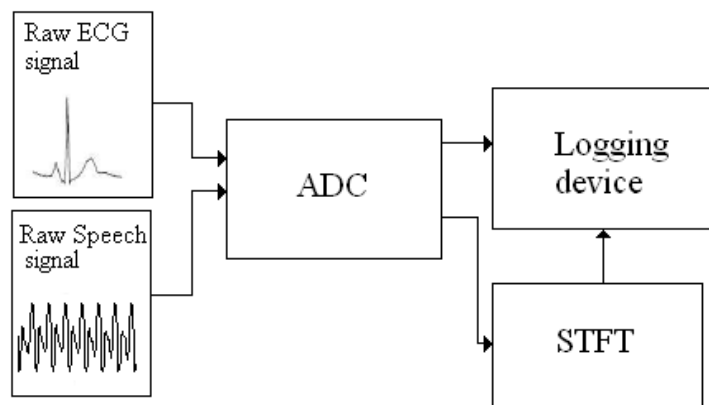 Raw ECG
signal
Raw Speech
signal
ADC
Logging
device
STFT